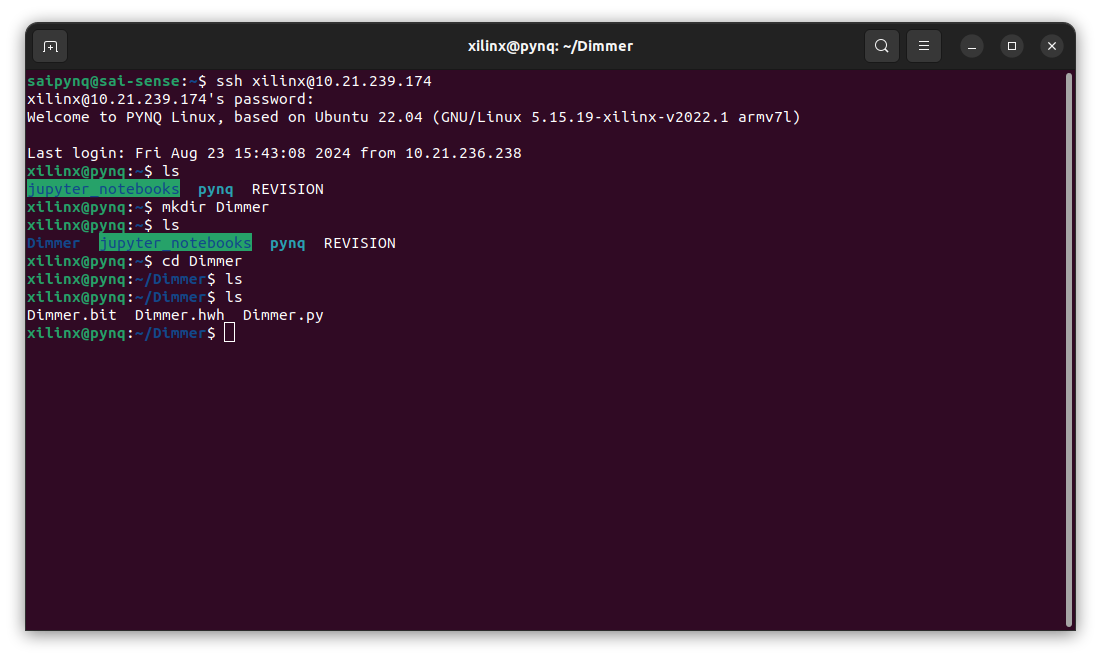 xilinx@pynq: ~/Dimmer
saipynq@sai-sense:~$ ssh xilinx@10.21.239.174
xilinx@10.21.239.174's password:
Welcome to PYNQ Linux, based on Ubuntu 22.04 (GNU/Linux 5.15.19-xilinx-v2022.1 armv7l)
Last login: Fri Aug 23 15:43:08 2024 from 10.21.236.238
xilinx@pynq:~$ ls
jupyter_notebooks  pynq  REVISION
xilinx@pynq:~$ mkdir Dimmer
xilinx@pynq:~$ ls
Dimmer  jupyter_notebooks  pynq  REVISION
xilinx@pynq:~$ cd Dimmer
xilinx@pynq:~/Dimmer$ ls
xilinx@pynq:~/Dimmer$ ls
Dimmer.bit  Dimmer.hwh  Dimmer.py
xilinx@pynq:~/Dimmer$